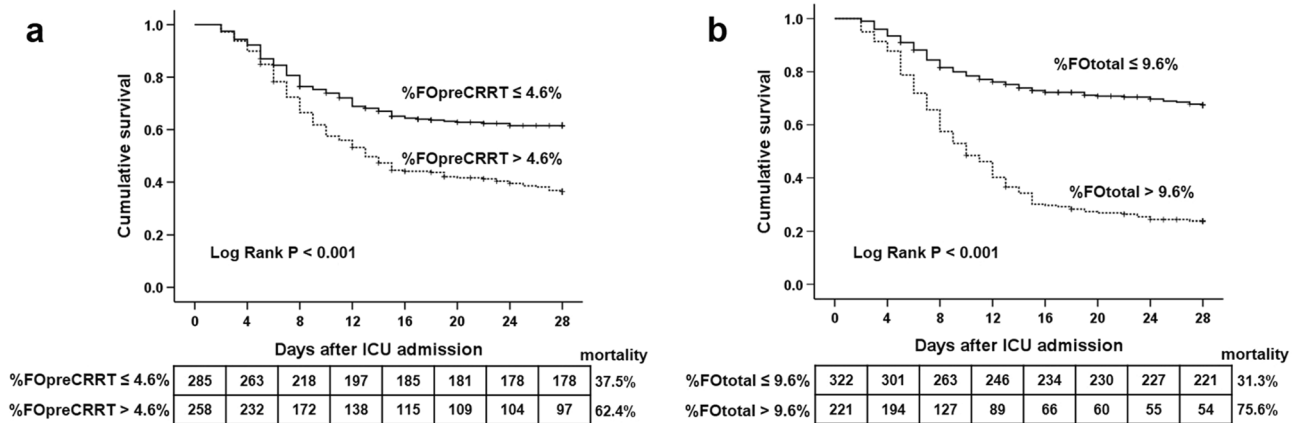 a
1.0
0.8
0.6
0.4
0.2
0.0
Cumulative survival
%FOpreCRRT ≤ 4.6%
%FOpreCRRT > 4.6%
Log Rank P < 0.001
0 4 8 12 16 20 24 28
Days after ICU admission
mortality
%FOpreCRRT ≤ 4.6% 285 263 218 197 185 181 178 178 37.5%
%FOpreCRRT > 4.6% 258 232 172 138 115 109 104 97 62.4%
b
1.0
0.8
0.6
0.4
0.2
0.0
Cumulative survival
%FOtotal ≤ 9.6%
%FOtotal > 9.6%
Log Rank P < 0.001
0 4 8 12 16 20 24 28
Days after ICU admission
mortality
%FOtotal ≤ 9.6% 322 301 263 246 234 230 227 221 31.3%
%FOtotal > 9.6% 221 194 127 89 66 60 55 54 75.6%